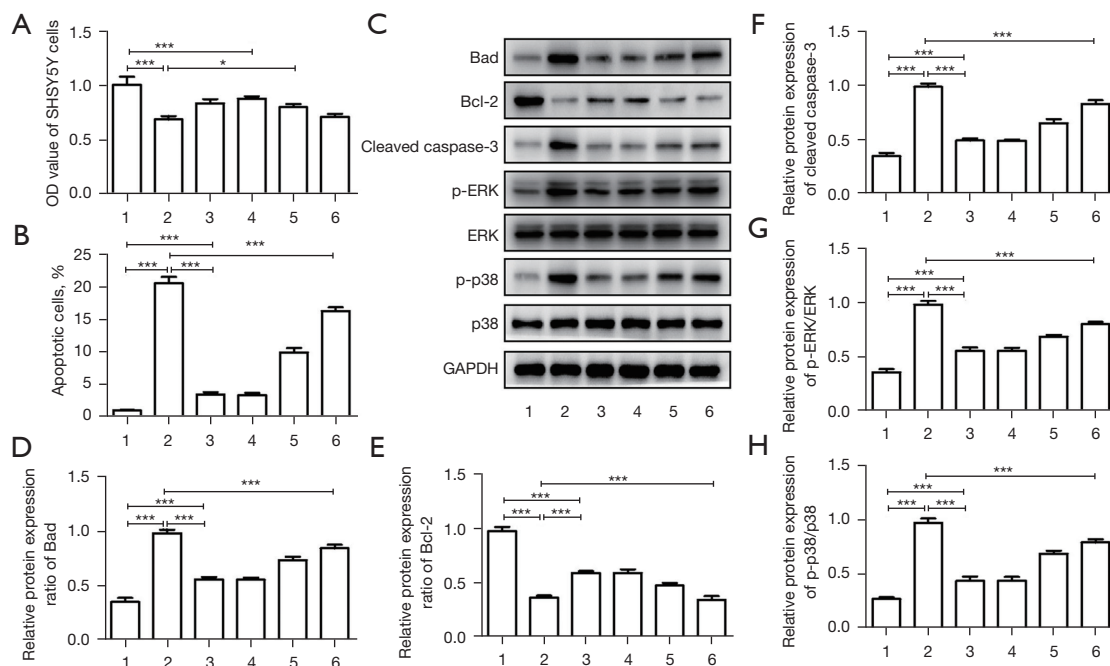 A
OD value of SHSY5Y cells
1.5
1.0
0.5
0.0
***
***
*
1 2 3 4 5 6
B
Apoptotic cells, %
25
20
15
10
5
0
***
***
***
***
1 2 3 4 5 6
C
Bad
Bcl-2
Cleaved caspase-3
p-ERK
ERK
p-p38
p38
GAPDH
1 2 3 4 5 6
D
Relative protein expression
ratio of Bad
1.5
1.0
0.5
0.0
***
***
***
***
1 2 3 4 5 6
E
Relative protein expression
ratio of Bcl-2
1.5
1.0
0.5
0.0
***
***
***
***
1 2 3 4 5 6
F
Relative protein expression
of cleaved caspase-3
1.5
1.0
0.5
0.0
***
***
***
***
1 2 3 4 5 6
G
Relative protein expression
of p-ERK/ERK
1.5
1.0
0.5
0.0
***
***
***
***
1 2 3 4 5 6
H
Relative protein expression
of p-p38/p38
1.5
1.0
0.5
0.0
***
***
***
***
1 2 3 4 5 6